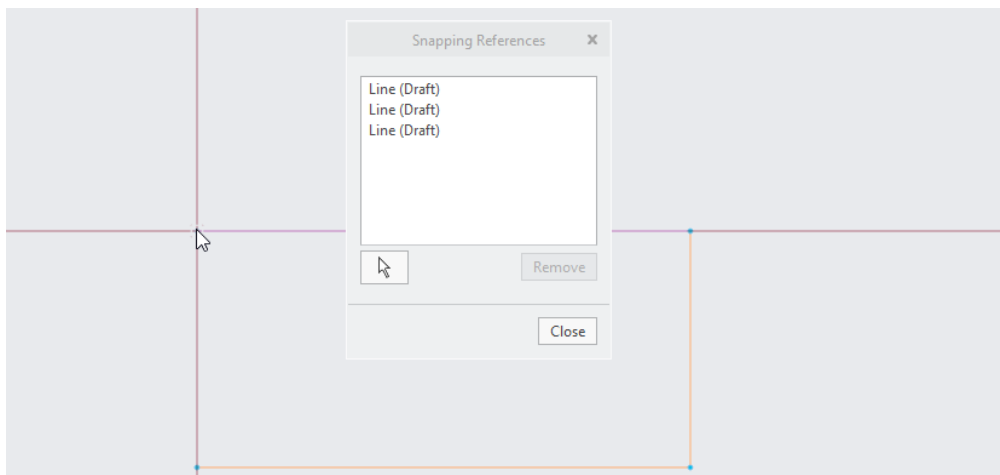 Snapping References
Line (Draft)
Line (Draft)
Line (Draft)
Remove
Close